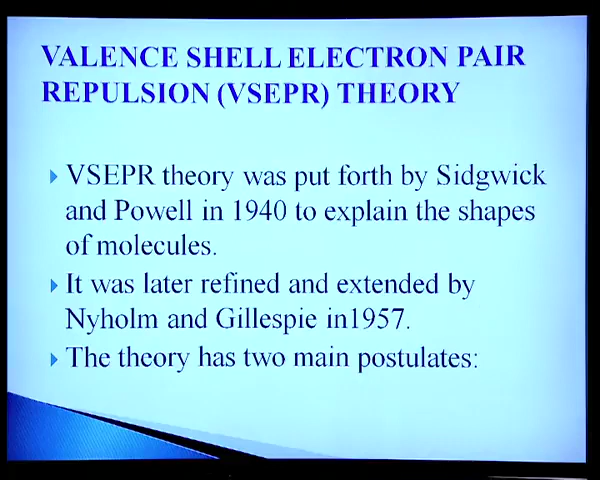 VALENCE SHELL ELECTRON PAIR
REPULSION (VSEPR) THEORY
VSEPR theory was put forth by Sidgwick
and Powell in 1940 to explain the shapes
of molecules.
It was later refined and extended by
Nyholm and Gillespie in1957.
The theory has two main postulates: